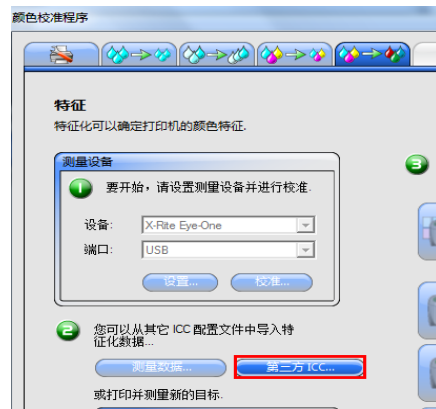 颜色校准程序
特征
特征化可以确定打印机的颜色特征.
测量设备
1 要开始，请设置测量设备并进行校准.
设备: X-Rite Eye-One
端口: USB
设置... 校准...
2 您可以从其它 ICC 配置文件中导入特
征化数据...
测量数据... 第三方 ICC...
或打印并测量新的目标.
3